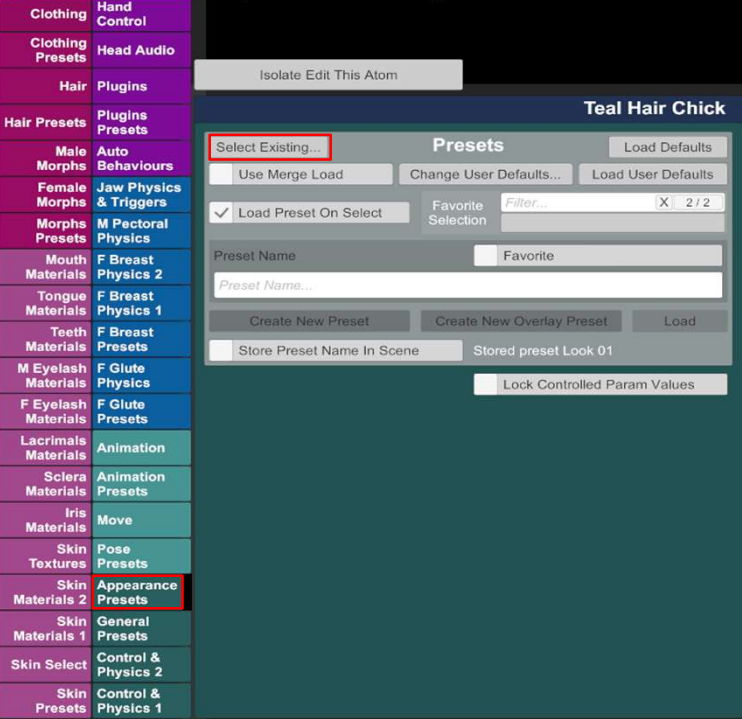 Clothing
Hand
Control
Clothing
Presets
Head Audio
Hair
Plugins
Hair Presets
Plugins
Presets
Male
Morphs
Auto
Behaviours
Female
Morphs
Jaw Physics
& Triggers
Morphs
Presets
M Pectoral
Physics
Mouth
Materials
F Breast
Physics 2
Tongue
Materials
F Breast
Physics 1
Teeth
Materials
F Breast
Presets
M Eyelash
Materials
F Glute
Physics
F Eyelash
Materials
F Glute
Presets
Lacrimals
Materials
Animation
Sclera
Materials
Animation
Presets
Iris
Materials
Move
Skin
Textures
Pose
Presets
Skin
Materials 2
Appearance
Presets
Skin
Materials 1
General
Presets
Skin Select
Control &
Physics 2
Skin
Presets
Control &
Physics 1
Isolate Edit This Atom
Teal Hair Chick
Select Existing...
Presets
Load Defaults
Use Merge Load
Change User Defaults...
Load User Defaults
Load Preset On Select
Favorite
Selection
Filter...
X
2 / 2
Preset Name
Favorite
Preset Name...
Create New Preset
Create New Overlay Preset
Load
Store Preset Name In Scene
Stored preset Look 01
Lock Controlled Param Values